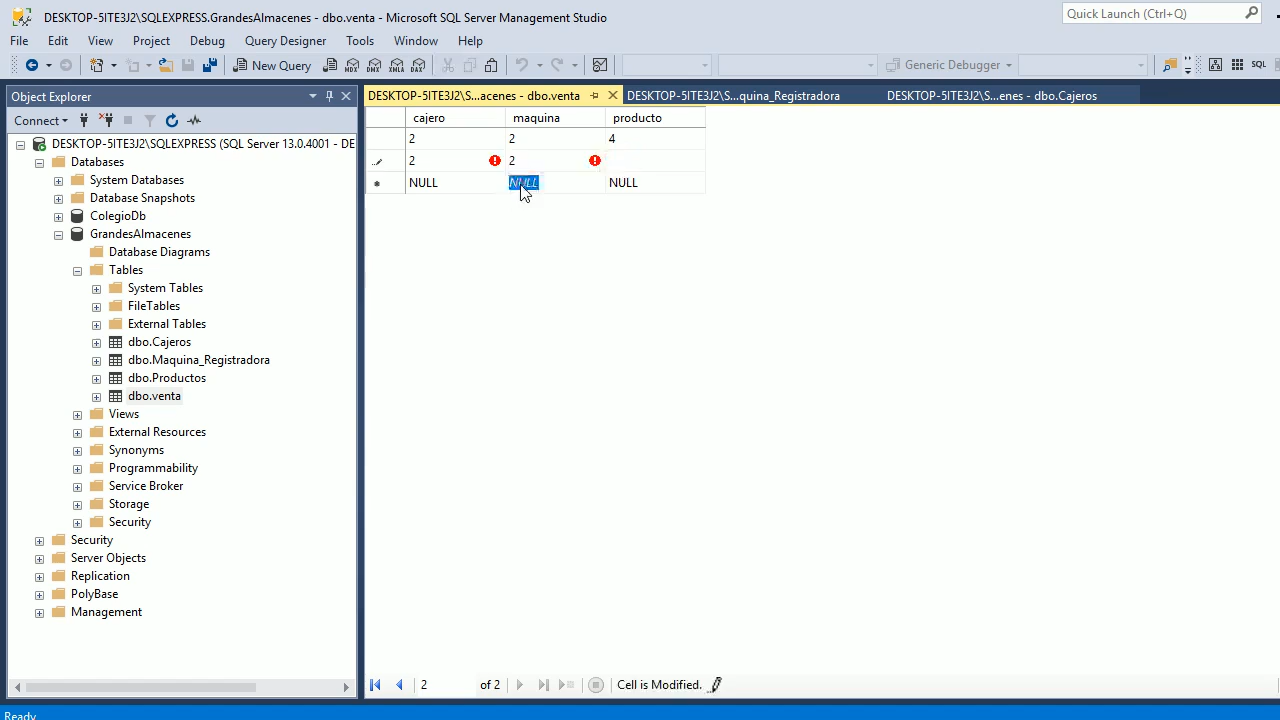 DESKTOP-5ITE3J2\SQLEXPRESS.GrandesAlmacenes - dbo.venta - Microsoft SQL Server Management Studio
Quick Launch (Ctrl+Q)
File Edit View Project Debug Query Designer Tools Window Help
New Query MDX DMX XMLA DAX Generic Debugger SQL
Object Explorer
DESKTOP-5ITE3J2\S...acenes - dbo.venta DESKTOP-5ITE3J2\S...quina_Registradora DESKTOP-5ITE3J2\S...enes - dbo.Cajeros
Connect
cajero maquina producto
2 2 4
2 2
NULL NULL NULL
DESKTOP-5ITE3J2\SQLEXPRESS (SQL Server 13.0.4001 - DE
Databases
System Databases
Database Snapshots
ColegioDb
GrandesAlmacenes
Database Diagrams
Tables
System Tables
FileTables
External Tables
dbo.Cajeros
dbo.Maquina_Registradora
dbo.Productos
dbo.venta
Views
External Resources
Synonyms
Programmability
Service Broker
Storage
Security
Security
Server Objects
Replication
PolyBase
Management
2 of 2 Cell is Modified.
Ready